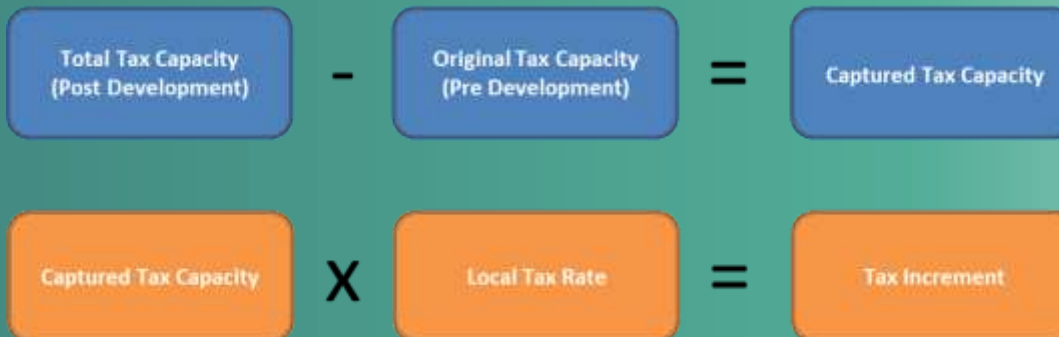 Total Tax Capacity
(Post Development)
-
Original Tax Capacity
(Pre Development)
=
Captured Tax Capacity
Captured Tax Capacity
X
Local Tax Rate
=
Tax Increment